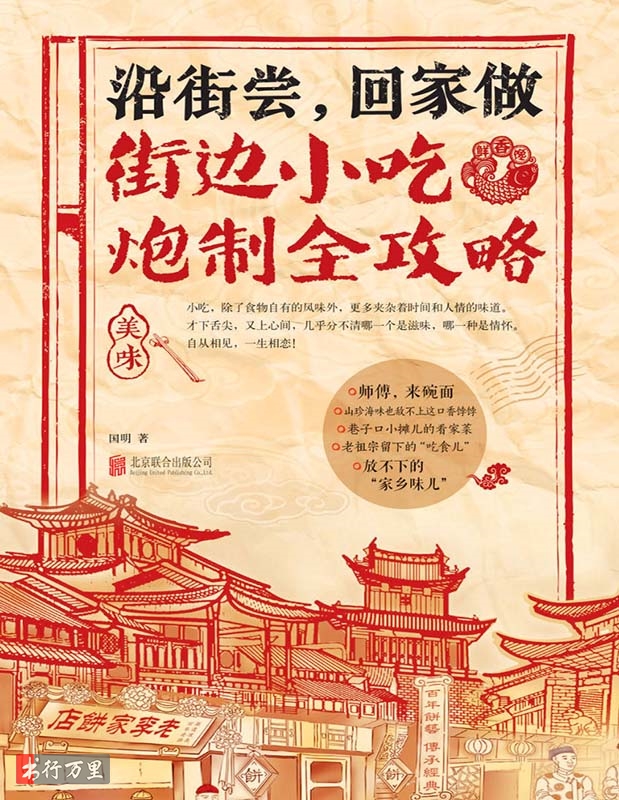 沿街尝，回家做
街边小吃
鲜香馋
炮制全攻略
美味
小吃，除了食物自有的风味外，更多夹杂着时间和人情的味道。
才下舌尖，又上心间，几乎分不清哪一个是滋味，哪一种是情怀。
自从相见，一生相恋！
师傅，来碗面
山珍海味也敌不上这口香饽饽
巷子口小摊儿的看家菜
老祖宗留下的“吃食儿”
放不下的
“家乡味儿”
国明 著
北京联合出版公司
Beijing United Publishing Co.,Ltd.
老李家餅店
百年餅藝 傳承經典
餅
餅
书行万里